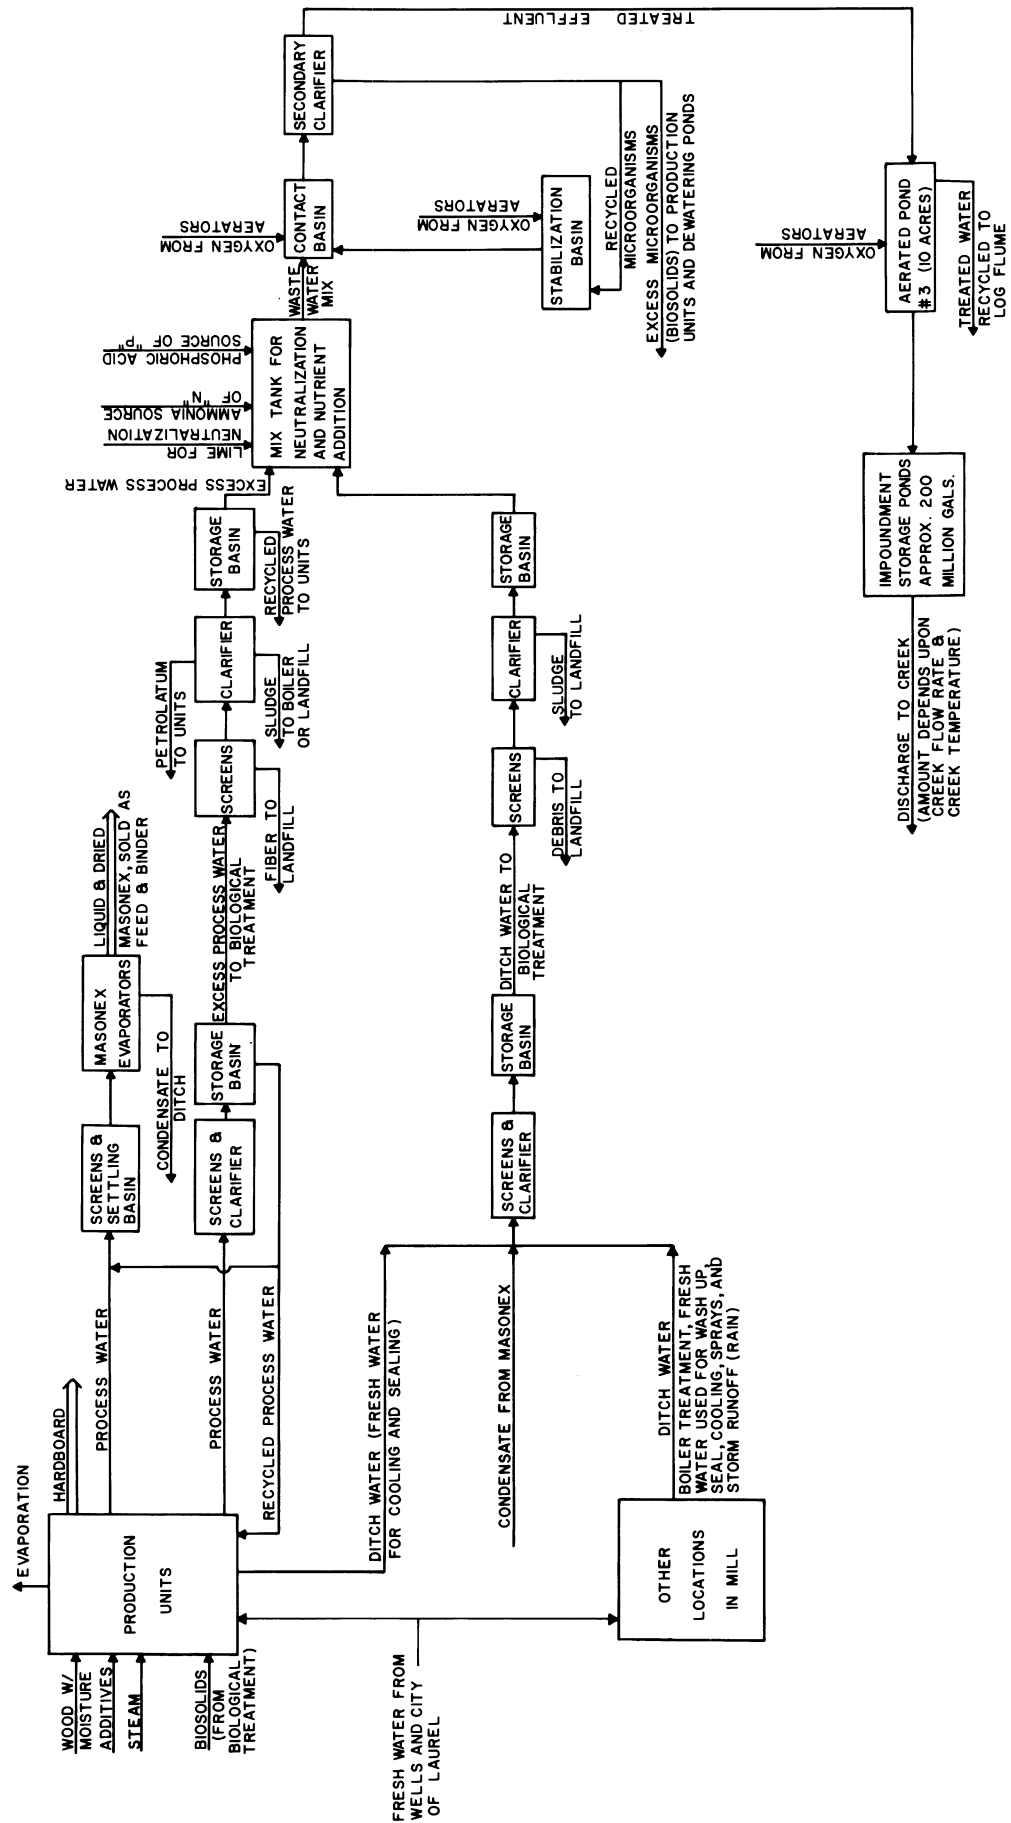 EVAPORATION
HARDBOARD
WOOD W/
MOISTURE
ADDITIVES
STEAM
BIOSOLIDS
(FROM
BIOLOGICAL
TREATMENT)
PRODUCTION
UNITS
PROCESS WATER
PROCESS WATER
RECYCLED PROCESS WATER
SCREENS &
SETTLING
BASIN
MASONEX
EVAPORATORS
LIQUID & DRIED
MASONEX, SOLD AS
FEED & BINDER
CONDENSATE TO
DITCH
SCREENS &
CLARIFIER
STORAGE
BASIN
EXCESS PROCESS WATER
TO BIOLOGICAL
TREATMENT
SCREENS
FIBER TO
LANDFILL
CLARIFIER
PETROLATUM
TO UNITS
SLUDGE
TO BOILER
OR LANDFILL
STORAGE
BASIN
RECYCLED
PROCESS WATER
TO UNITS
EXCESS PROCESS WATER
FRESH WATER FROM
WELLS AND CITY
OF LAUREL
DITCH WATER (FRESH WATER
FOR COOLING AND SEALING)
CONDENSATE FROM MASONEX
OTHER
LOCATIONS
IN MILL
DITCH WATER
BOILER TREATMENT, FRESH
WATER USED FOR WASH UP,
SEAL, COOLING, SPRAYS, AND
STORM RUNOFF (RAIN)
SCREENS &
CLARIFIER
STORAGE
BASIN
DITCH WATER TO
BIOLOGICAL
TREATMENT
SCREENS
DEBRIS TO
LANDFILL
CLARIFIER
SLUDGE
TO LANDFILL
STORAGE
BASIN
LIME FOR
NEUTRALIZATION
AMMONIA SOURCE
OF "N"
PHOSPHORIC ACID
SOURCE OF "P"
MIX TANK FOR
NEUTRALIZATION
AND NUTRIENT
ADDITION
WASTE
WATER
MIX
OXYGEN FROM
AERATORS
CONTACT
BASIN
SECONDARY
CLARIFIER
TREATED EFFLUENT
OXYGEN FROM
AERATORS
STABILIZATION
BASIN
RECYCLED
MICROORGANISMS
EXCESS MICROORGANISMS
(BIOSOLIDS) TO PRODUCTION
UNITS AND DEWATERING PONDS
OXYGEN FROM
AERATORS
AERATED POND
#3 (10 ACRES)
TREATED WATER
RECYCLED TO
LOG FLUME
IMPOUNDMENT
STORAGE PONDS
APPROX. 200
MILLION GALS.
DISCHARGE TO CREEK
(AMOUNT DEPENDS UPON
CREEK FLOW RATE &
CREEK TEMPERATURE)